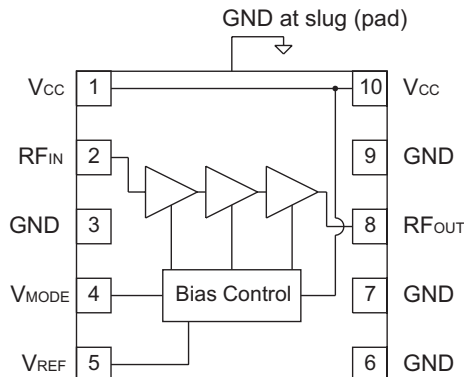 GND at slug (pad)
VCC 1 10 VCC
RFIN 2 9 GND
GND 3 8 RFOUT
VMODE 4 Bias Control 7 GND
VREF 5 6 GND